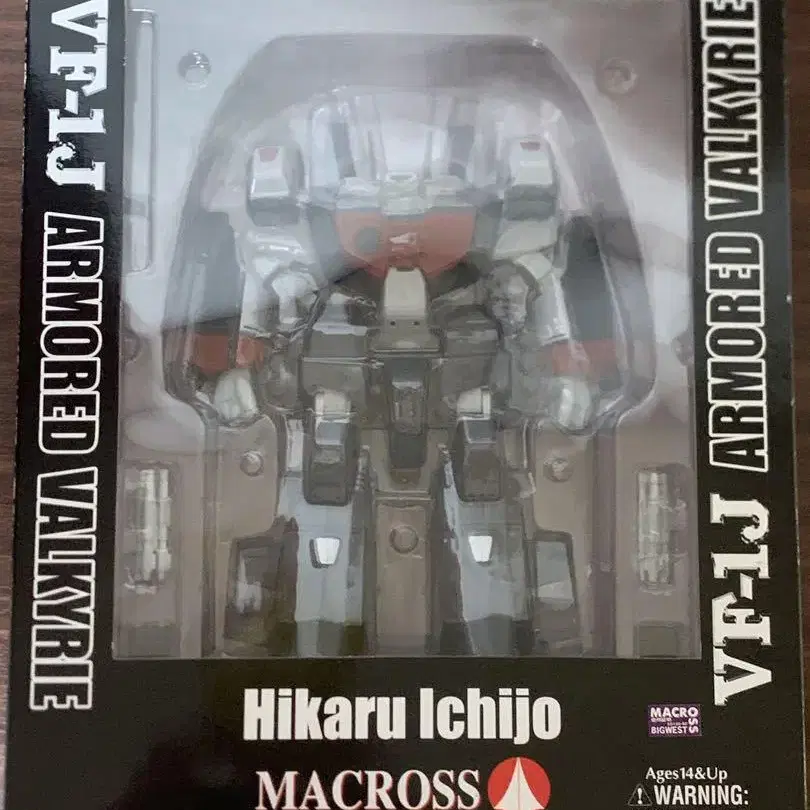 VF-1J ARMORED VALKYRIE
VF-1J ARMORED VALKYRIE
Hikaru Ichijo
MACROSS
MACROSS
BIGWEST
Ages14&Up
WARNING: